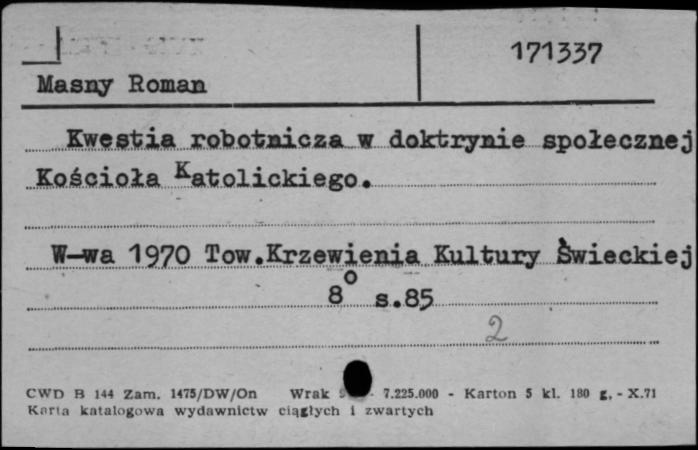 171337
Masny Roman
Kwestia robotnicza w doktrynie społecznej
Kościoła Katolickiego.
W-wa 1970 Tow.Krzewienia Kultury Świeckiej
8° s.85
2
CWD B 144 Zam. 1475/DW/On Wrak - 7.225.000 - Karton 5 kl. 180 g. - X.71
Karta katalogowa wydawnictw ciągłych i zwartych